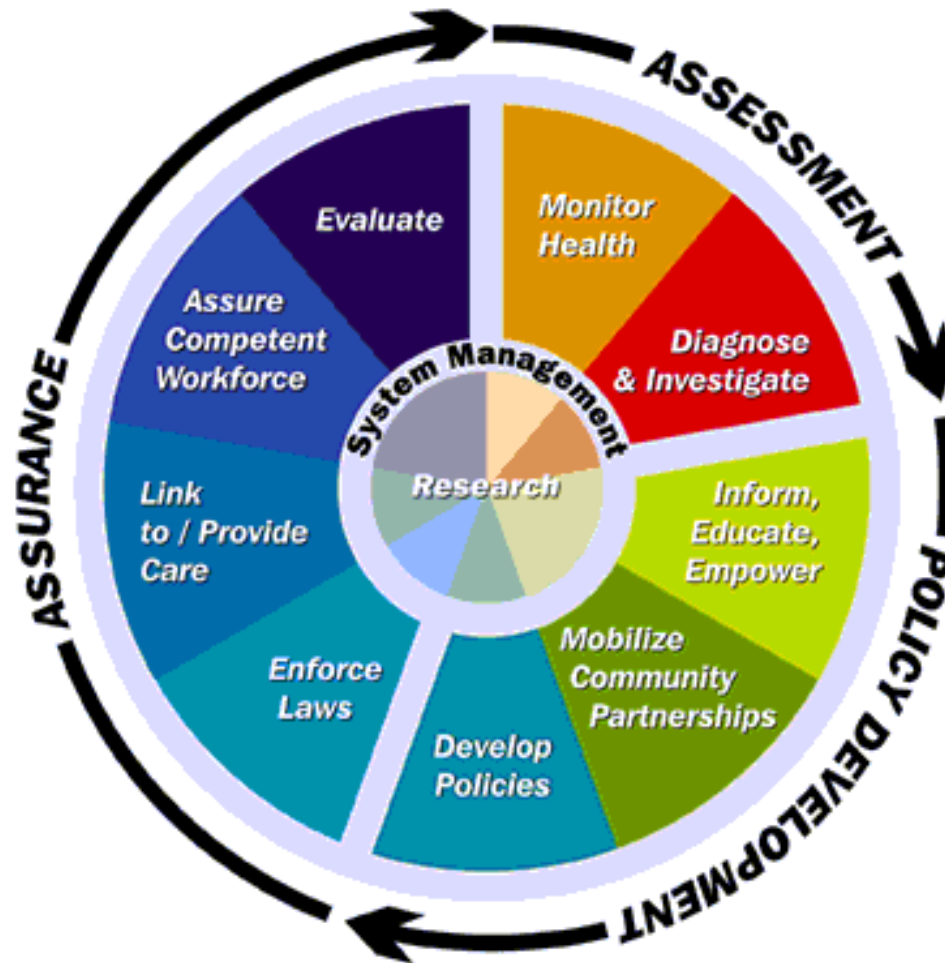 ASSESSMENT
Monitor
Health
Diagnose
& Investigate
POLICY DEVELOPMENT
Inform,
Educate,
Empower
Mobilize
Community
Partnerships
Develop
Policies
ASSURANCE
Enforce
Laws
Link
to / Provide
Care
Assure
Competent
Workforce
Evaluate
System Management
Research